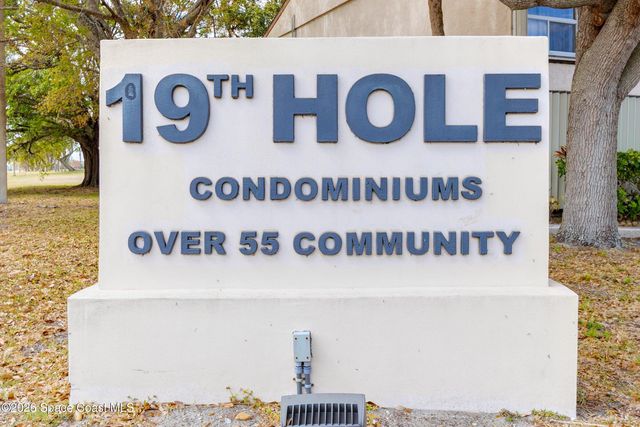 19TH HOLE
CONDOMINIUMS
OVER 55 COMMUNITY
©2026 Space Coast MLS